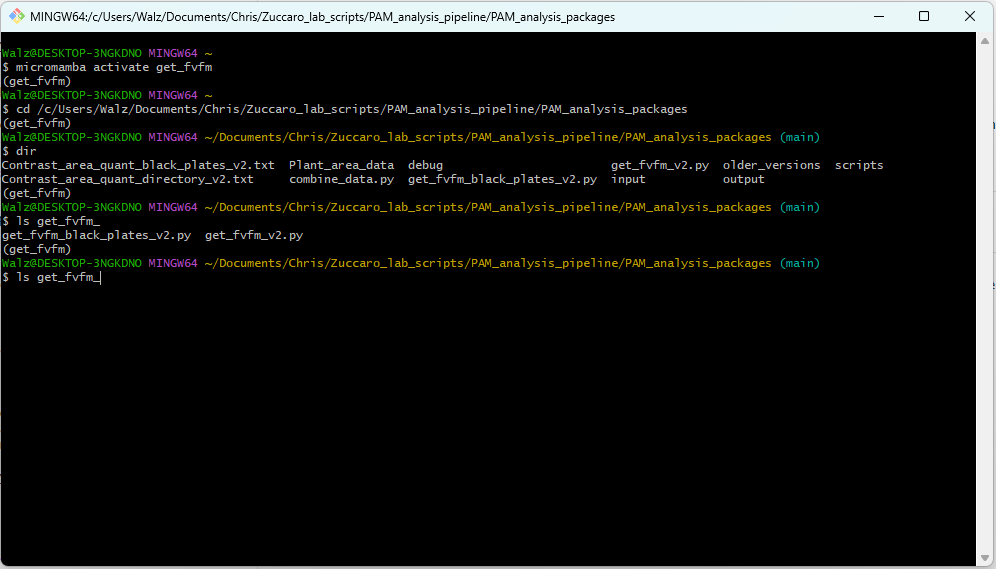 MINGW64:/c/Users/Walz/Documents/Chris/Zuccaro_lab_scripts/PAM_analysis_pipeline/PAM_analysis_packages
Walz@DESKTOP-3NGKDNO MINGW64 ~
$ micromamba activate get_fvfm
(get_fvfm)
Walz@DESKTOP-3NGKDNO MINGW64 ~
$ cd /c/Users/Walz/Documents/Chris/Zuccaro_lab_scripts/PAM_analysis_pipeline/PAM_analysis_packages
(get_fvfm)
Walz@DESKTOP-3NGKDNO MINGW64 ~/Documents/Chris/Zuccaro_lab_scripts/PAM_analysis_pipeline/PAM_analysis_packages (main)
$ dir
Contrast_area_quant_black_plates_v2.txt  Plant_area_data  debug                        get_fvfm_v2.py  older_versions  scripts
Contrast_area_quant_directory_v2.txt     combine_data.py  get_fvfm_black_plates_v2.py  input           output
(get_fvfm)
Walz@DESKTOP-3NGKDNO MINGW64 ~/Documents/Chris/Zuccaro_lab_scripts/PAM_analysis_pipeline/PAM_analysis_packages (main)
$ ls get_fvfm_
get_fvfm_black_plates_v2.py  get_fvfm_v2.py
(get_fvfm)
Walz@DESKTOP-3NGKDNO MINGW64 ~/Documents/Chris/Zuccaro_lab_scripts/PAM_analysis_pipeline/PAM_analysis_packages (main)
$ ls get_fvfm_